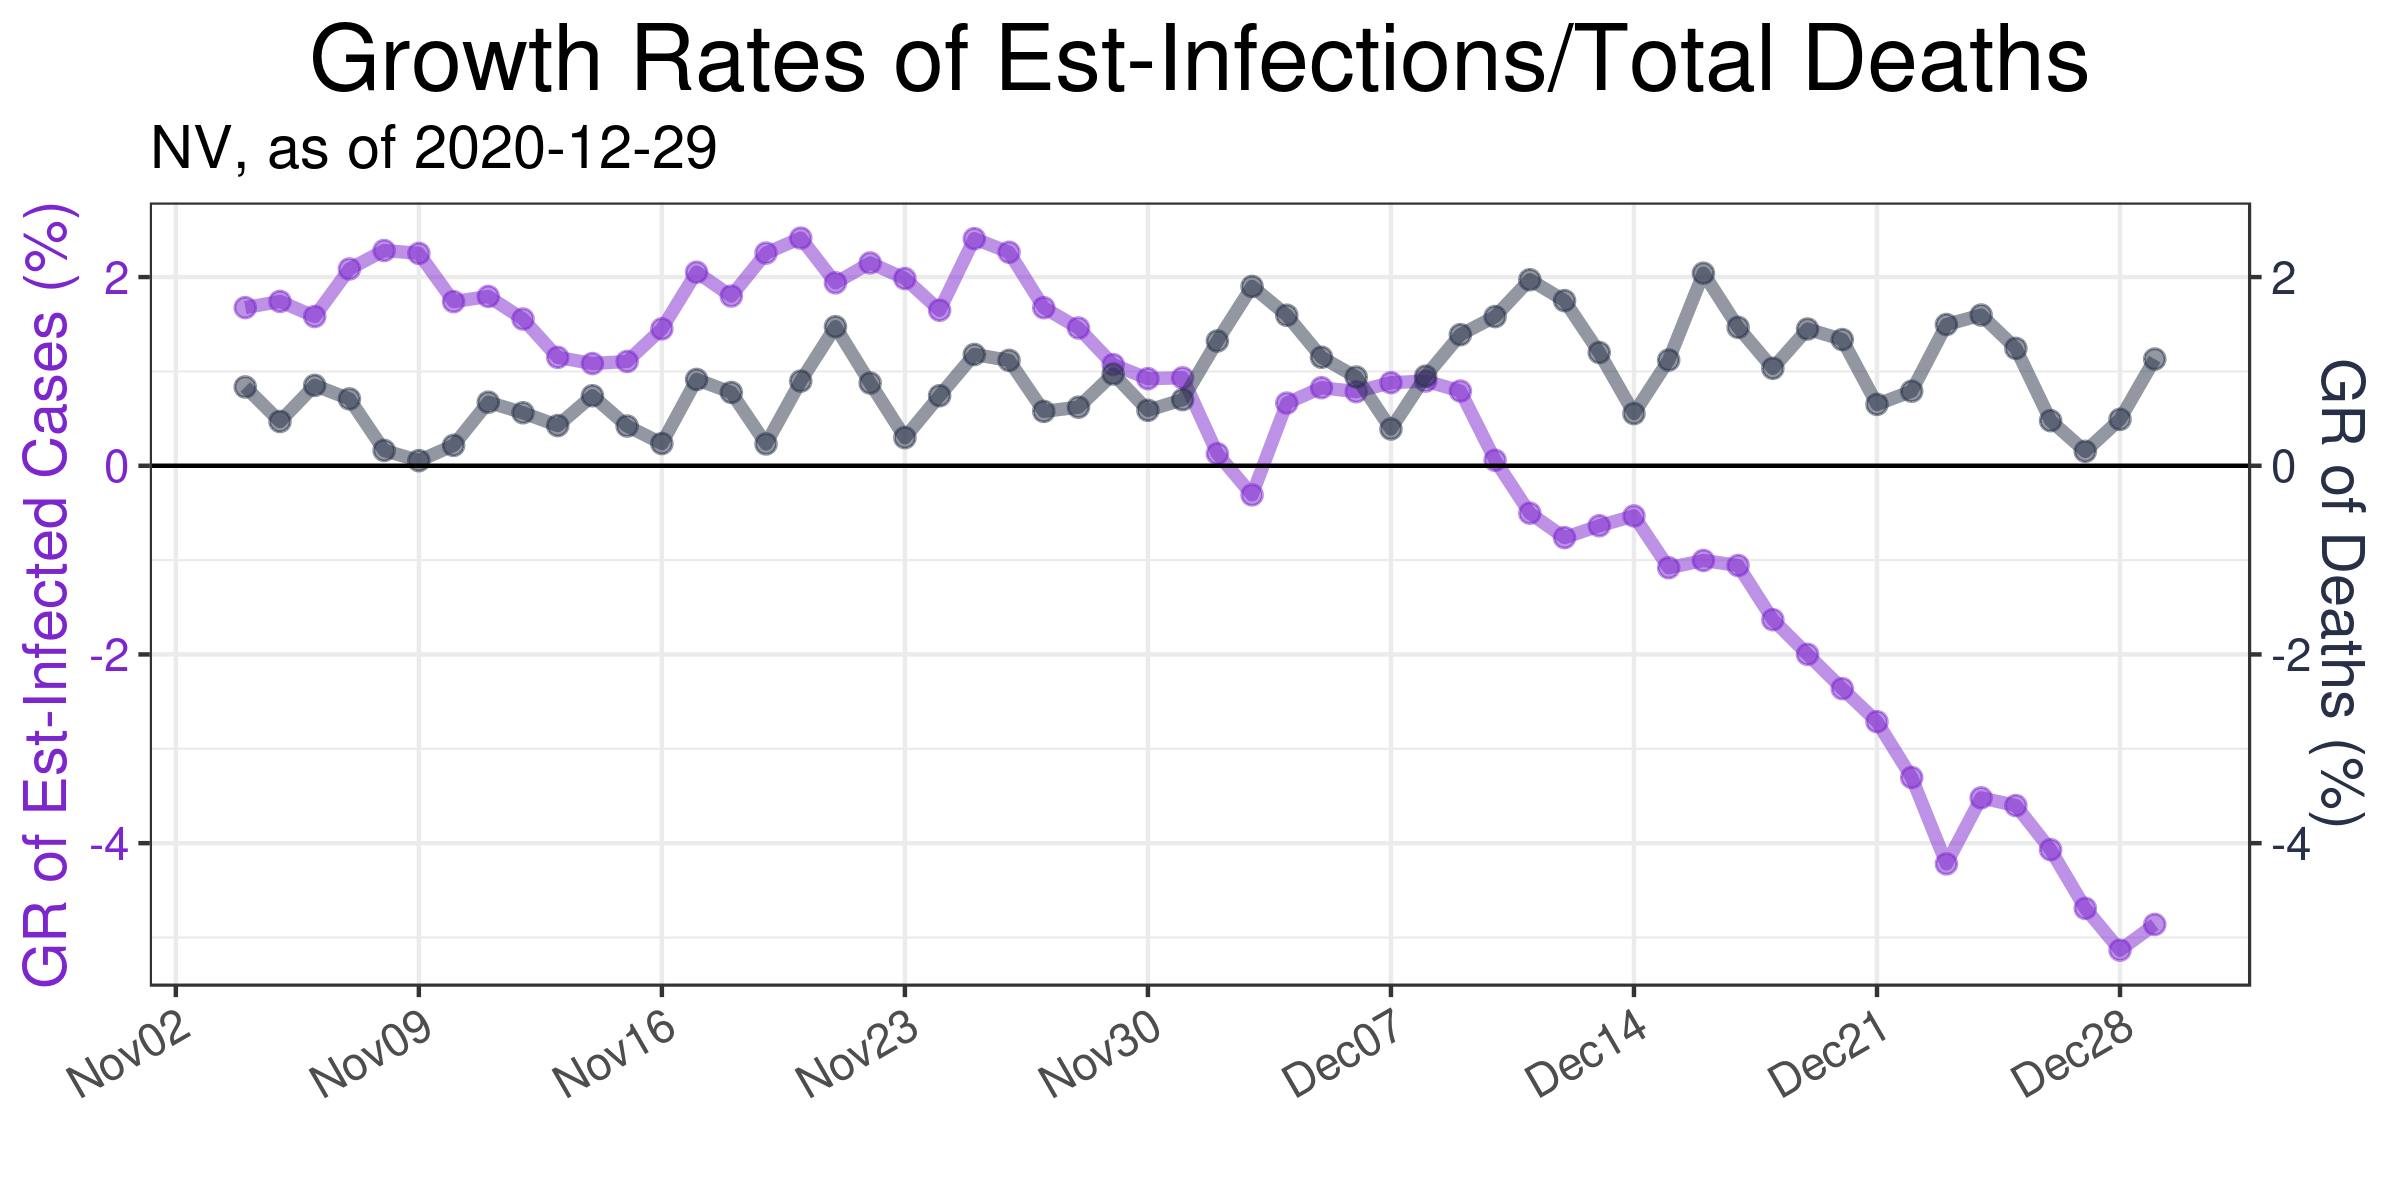 Growth Rates of Est-Infections/Total Deaths
NV, as of 2020-12-29
GR of Est-Infected Cases (%)
2
0
-2
-4
2
0
-2
-4
GR of Deaths (%)
Nov02
Nov09
Nov16
Nov23
Nov30
Dec07
Dec14
Dec21
Dec28